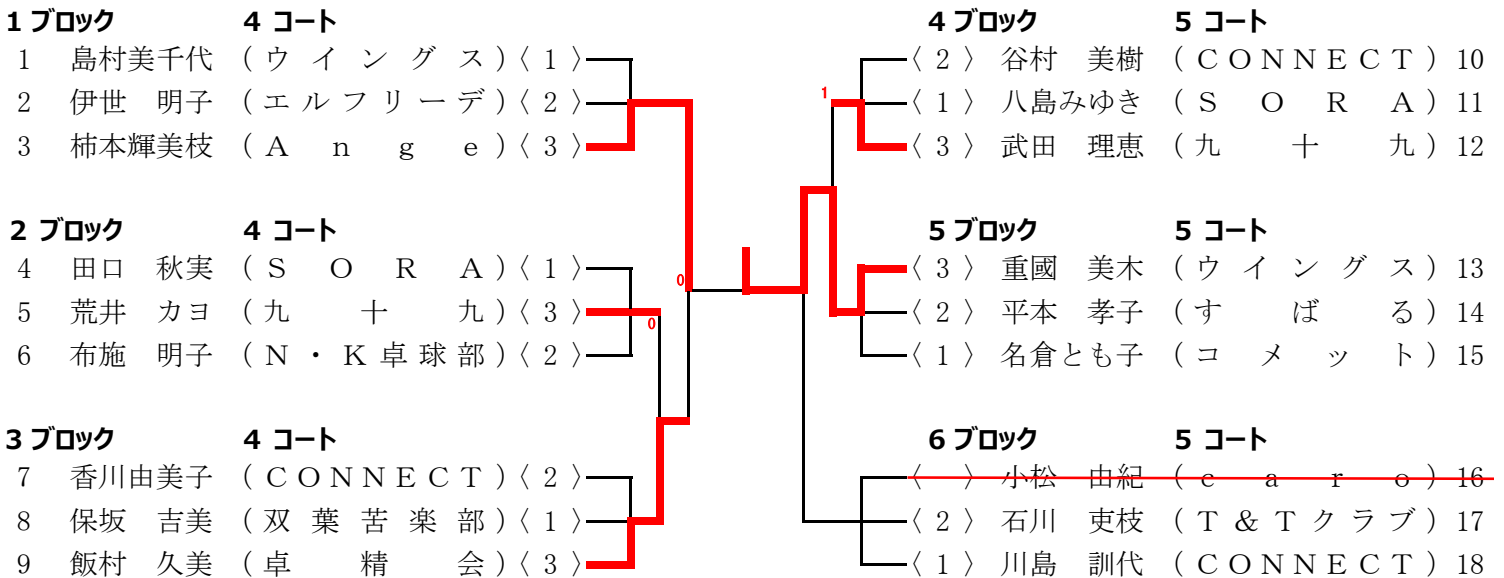 1 ブロック 4 コート
1 島村美千代 (ウイングス)〈 1 〉
2 伊世 明子 (エルフリーデ)〈 2 〉
3 柿本輝美枝 (Ange)〈 3 〉
2 ブロック 4 コート
4 田口 秋実 (SORA)〈 1 〉
0
5 荒井 カヨ (九十九)〈 3 〉
0
6 布施 明子 (N・K卓球部)〈 2 〉
3 ブロック 4 コート
7 香川由美子 (CONNECT)〈 2 〉
8 保坂 吉美 (双葉苦楽部)〈 1 〉
9 飯村 久美 (卓精会)〈 3 〉
4 ブロック 5 コート
〈 2 〉 谷村 美樹 (CONNECT) 10
1
〈 1 〉 八島みゆき (SORA) 11
〈 3 〉 武田 理恵 (九十九) 12
5 ブロック 5 コート
〈 3 〉 重國 美木 (ウイングス) 13
〈 2 〉 平本 孝子 (すばる) 14
〈 1 〉 名倉とも子 (コメット) 15
6 ブロック 5 コート
〈 〉 小松 由紀 (caro) 16
〈 2 〉 石川 吏枝 (T&Tクラブ) 17
〈 1 〉 川島 訓代 (CONNECT) 18